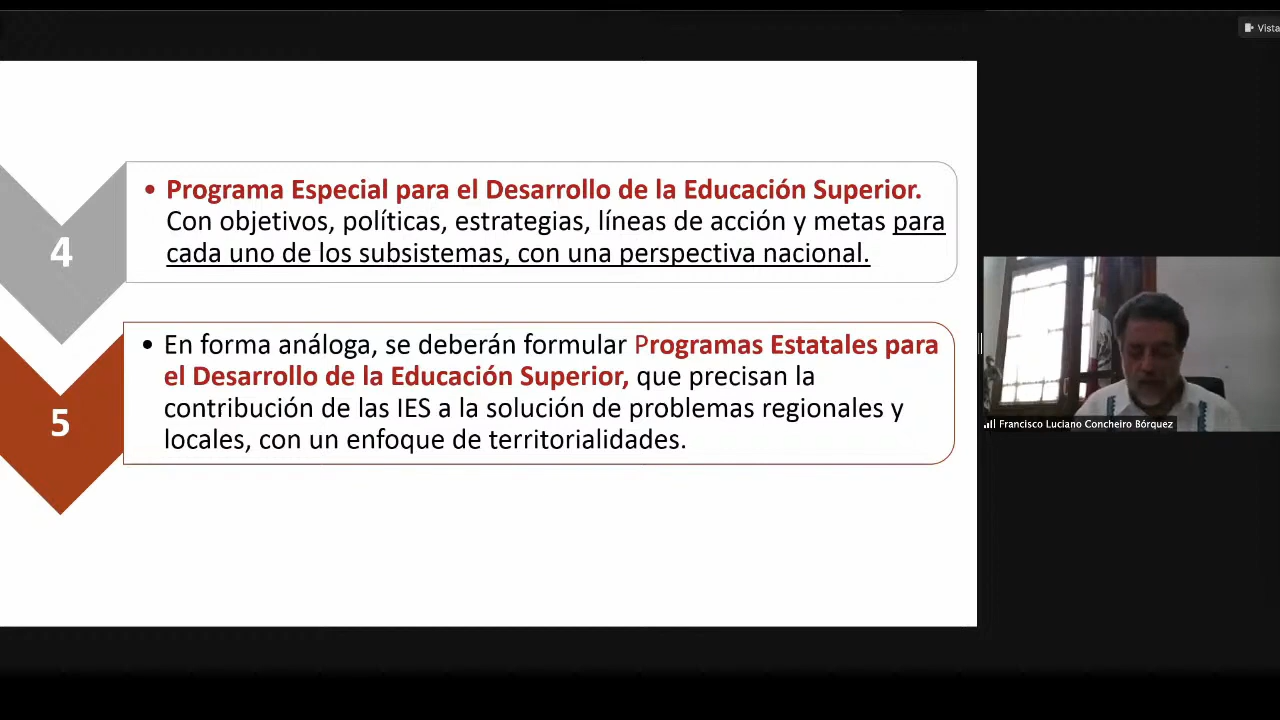 Vista
4
• Programa Especial para el Desarrollo de la Educación Superior.
Con objetivos, políticas, estrategias, líneas de acción y metas para
cada uno de los subsistemas, con una perspectiva nacional.
5
• En forma análoga, se deberán formular Programas Estatales para
el Desarrollo de la Educación Superior, que precisan la
contribución de las IES a la solución de problemas regionales y
locales, con un enfoque de territorialidades.
Francisco Luciano Concheiro Bórquez